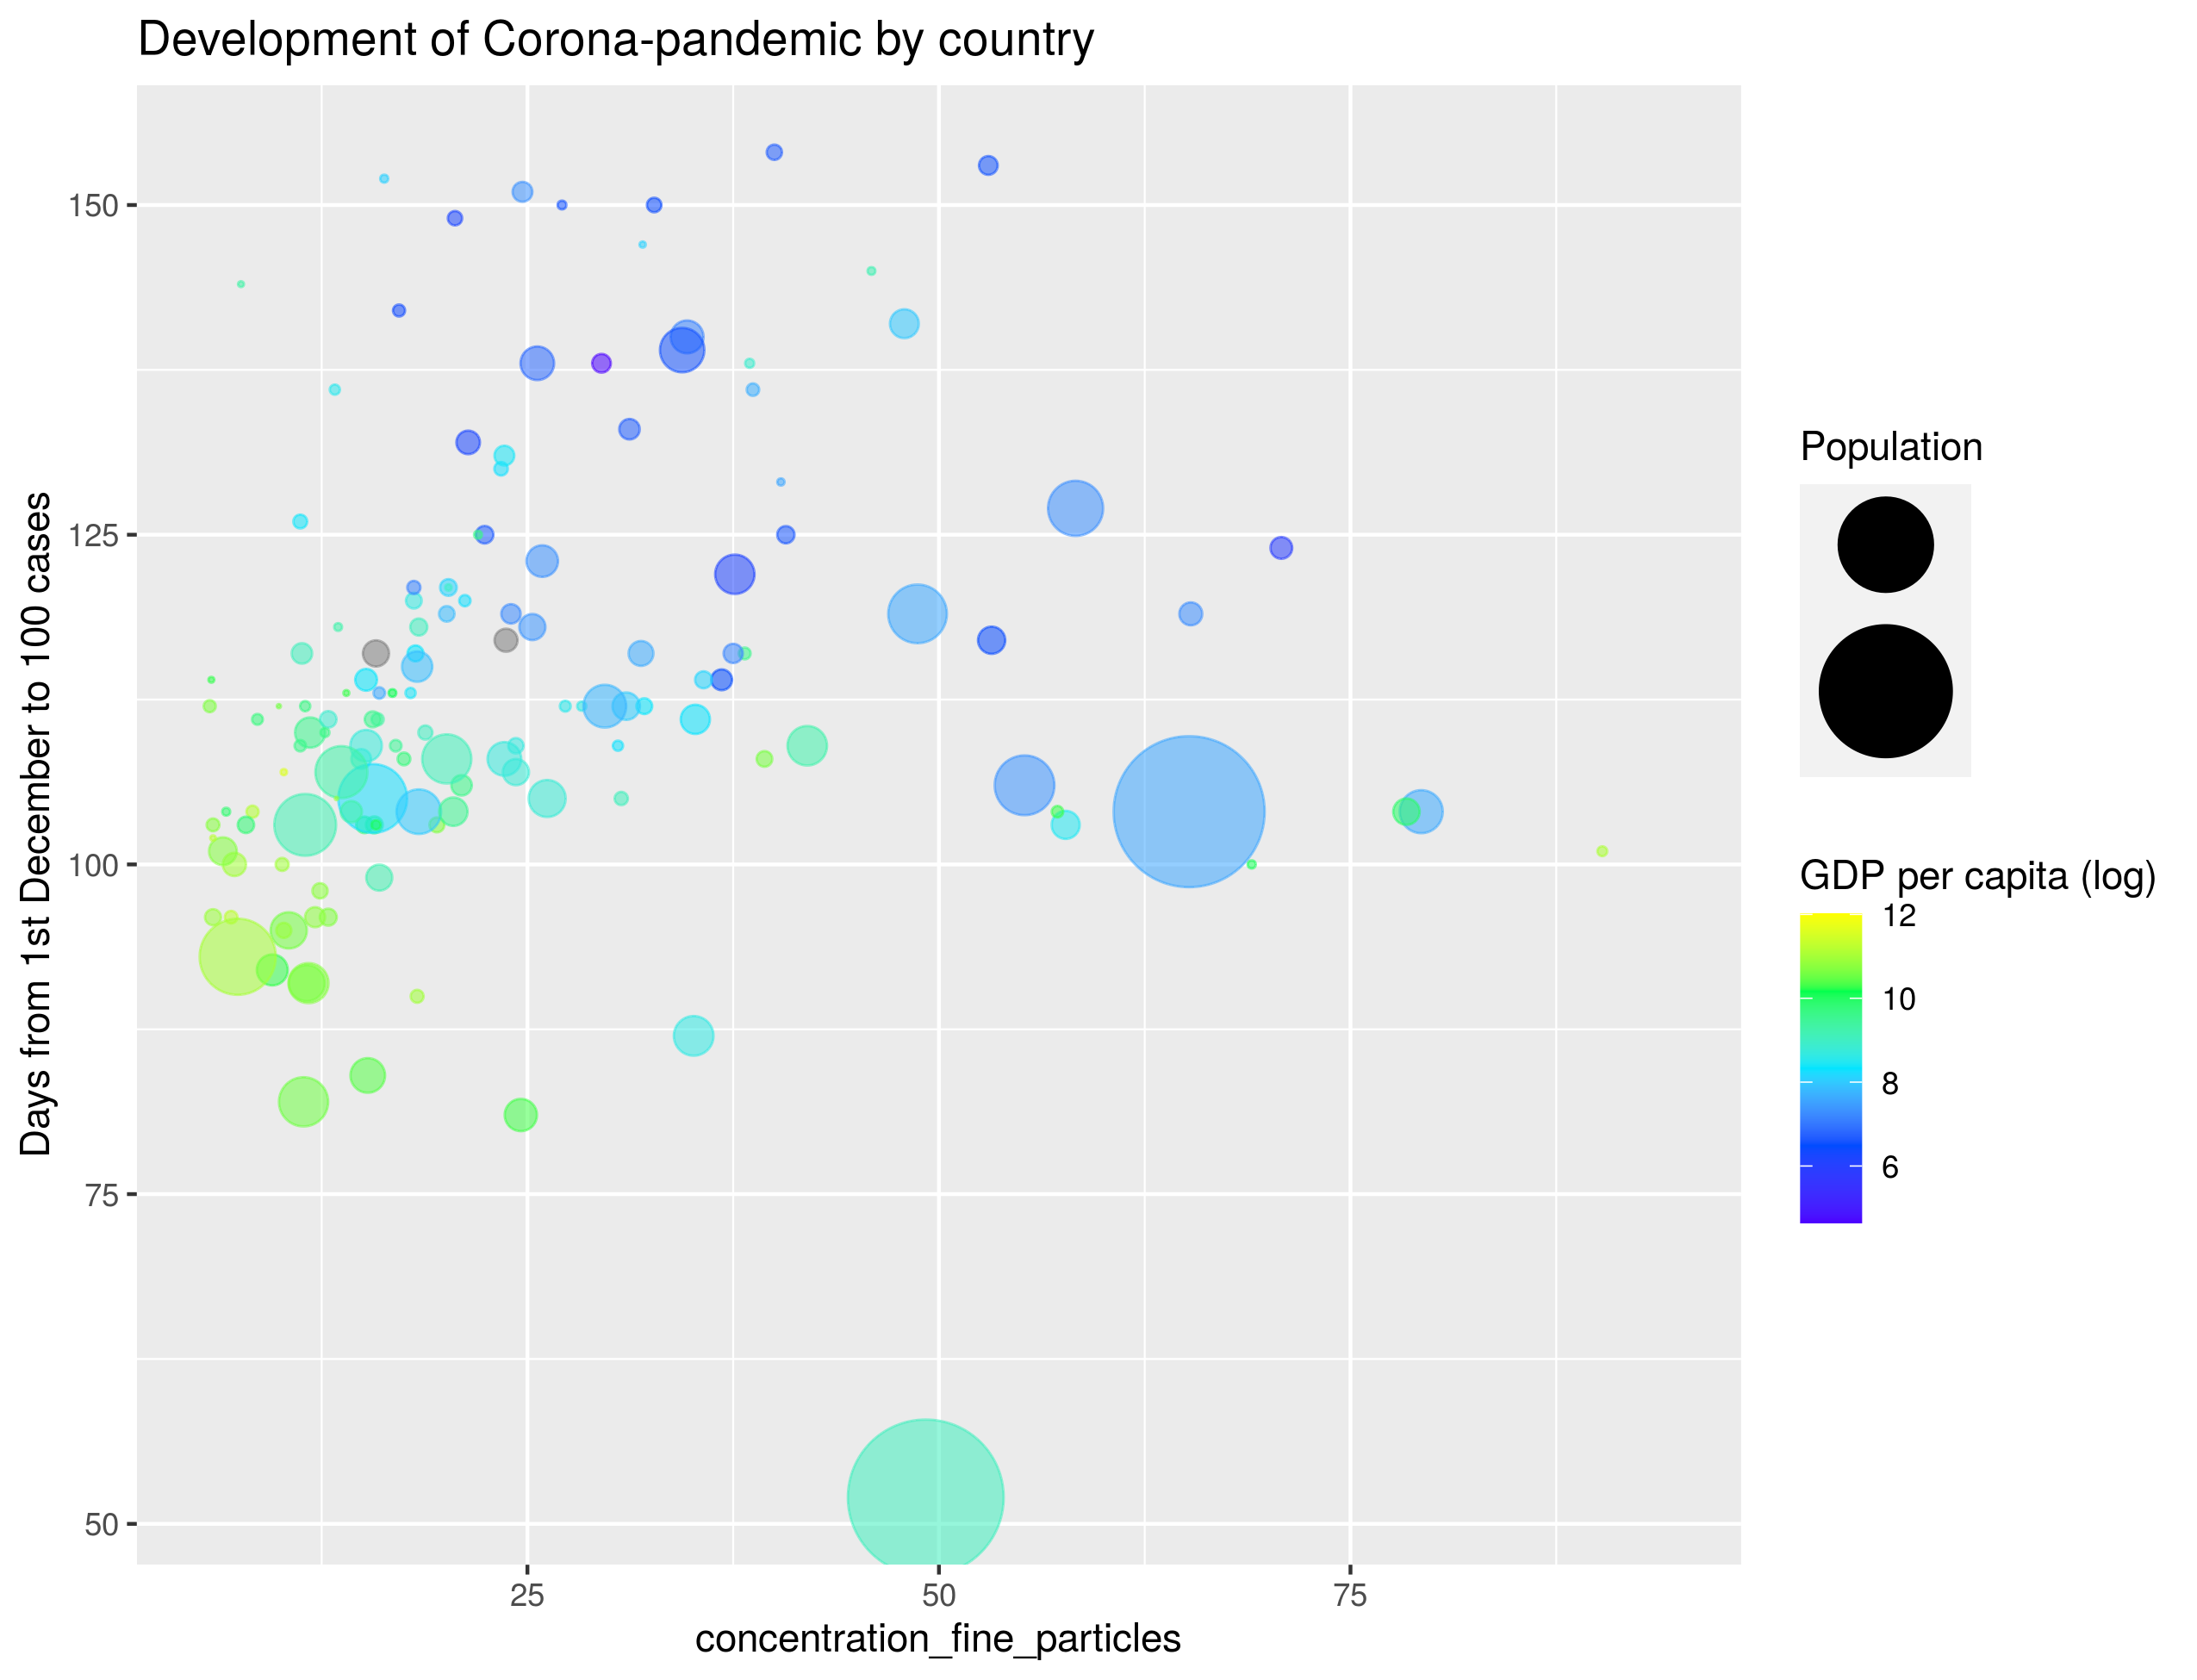 Development of Corona-pandemic by country
Days from 1st December to 100 cases
150
125
100
75
50
25
50
75
concentration_fine_particles
Population
GDP per capita (log)
12
10
8
6